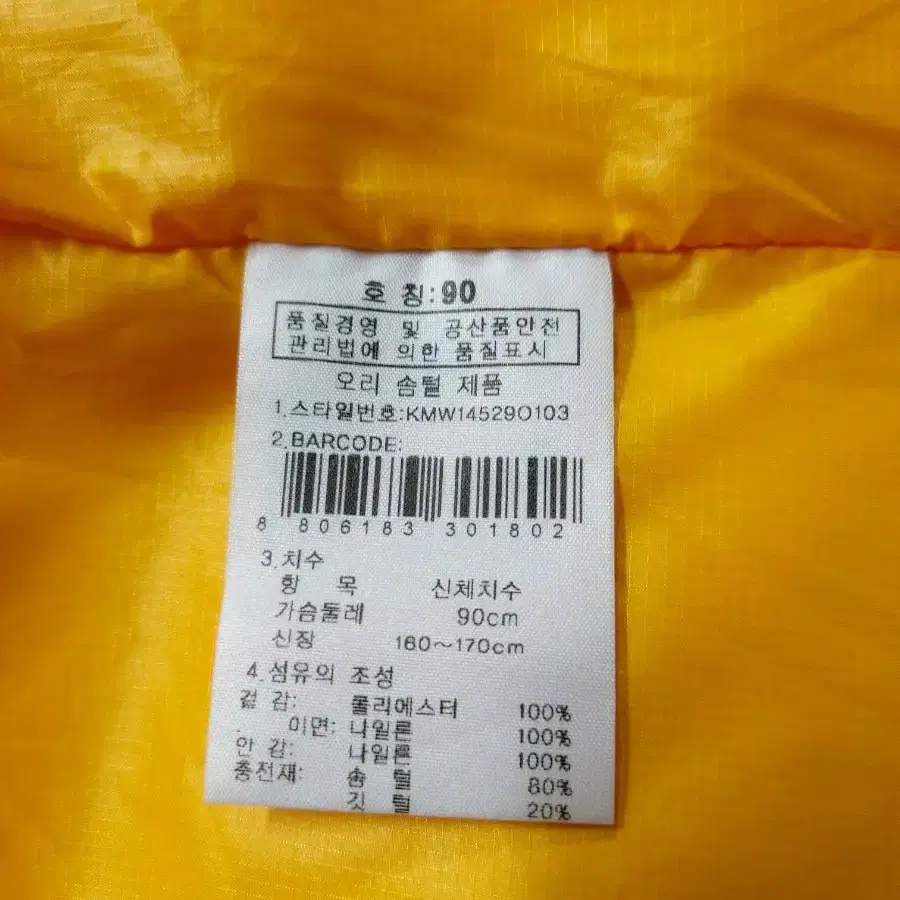 호 칭:90
품질경영 및 공산품안전
관리법에 의한 품질표시
오리 솜털 제품
1.스타일번호:KMW14529O103
2.BARCODE:
8 806183 301802
3.치수
항 목 신체치수
가슴둘레 90cm
신장 160~170cm
4.섬유의 조성
겉 감: 폴리에스터 100%
이면: 나일론 100%
안 감: 나일론 100%
충전재: 솜 털 80%
깃 털 20%